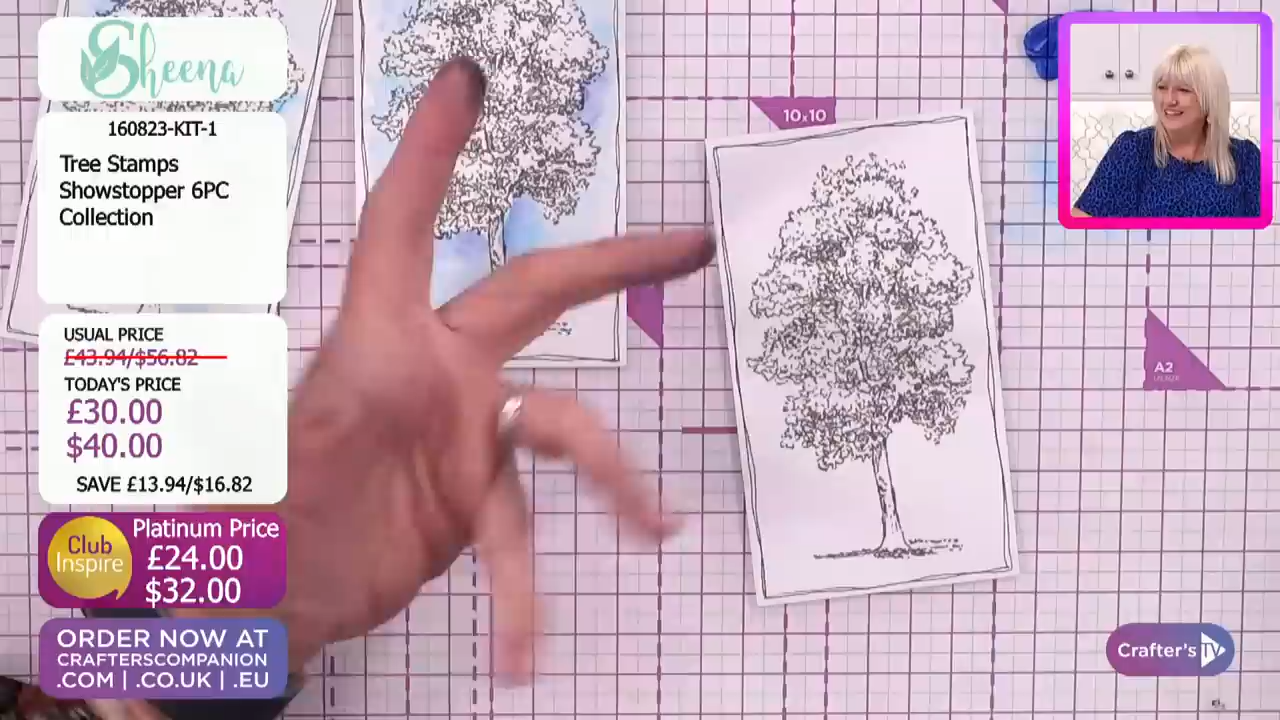 Sheena
160823-KIT-1
Tree Stamps
Showstopper 6PC
Collection
USUAL PRICE
£43.94/$56.82
TODAY'S PRICE
£30.00
$40.00
SAVE £13.94/$16.82
Club
Inspire
Platinum Price
£24.00
$32.00
ORDER NOW AT
CRAFTERSCOMPANION
.COM | .CO.UK | .EU
10x10
A2
Crafter's TV